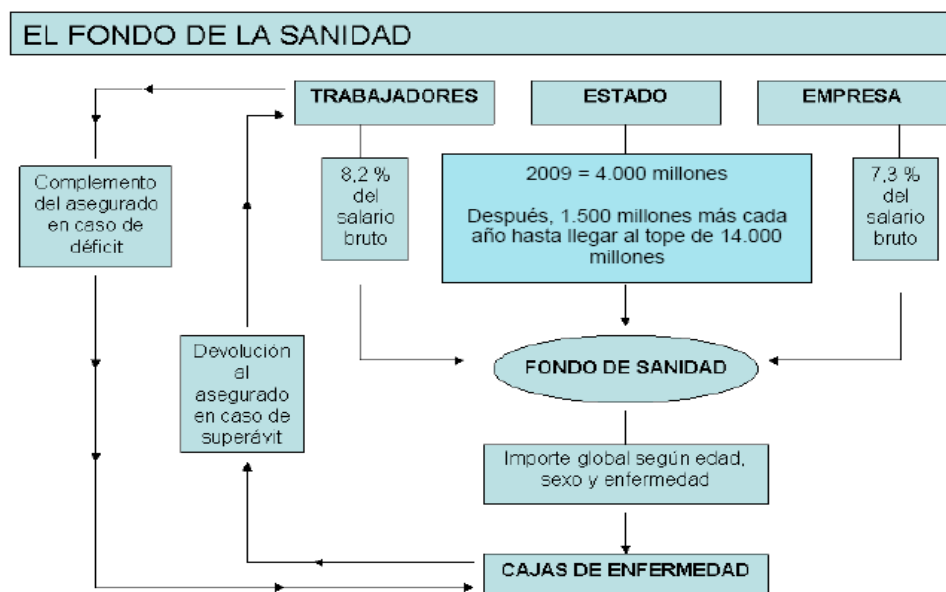 EL FONDO DE LA SANIDAD
TRABAJADORES
ESTADO
EMPRESA
Complemento
del asegurado
en caso de
déficit
8,2 %
del
salario
bruto
2009 = 4.000 millones
Después, 1.500 millones más cada
año hasta llegar al tope de 14.000
millones
7,3 %
del
salario
bruto
Devolución
al
asegurado
en caso de
superávit
FONDO DE SANIDAD
Importe global según edad,
sexo y enfermedad
CAJAS DE ENFERMEDAD